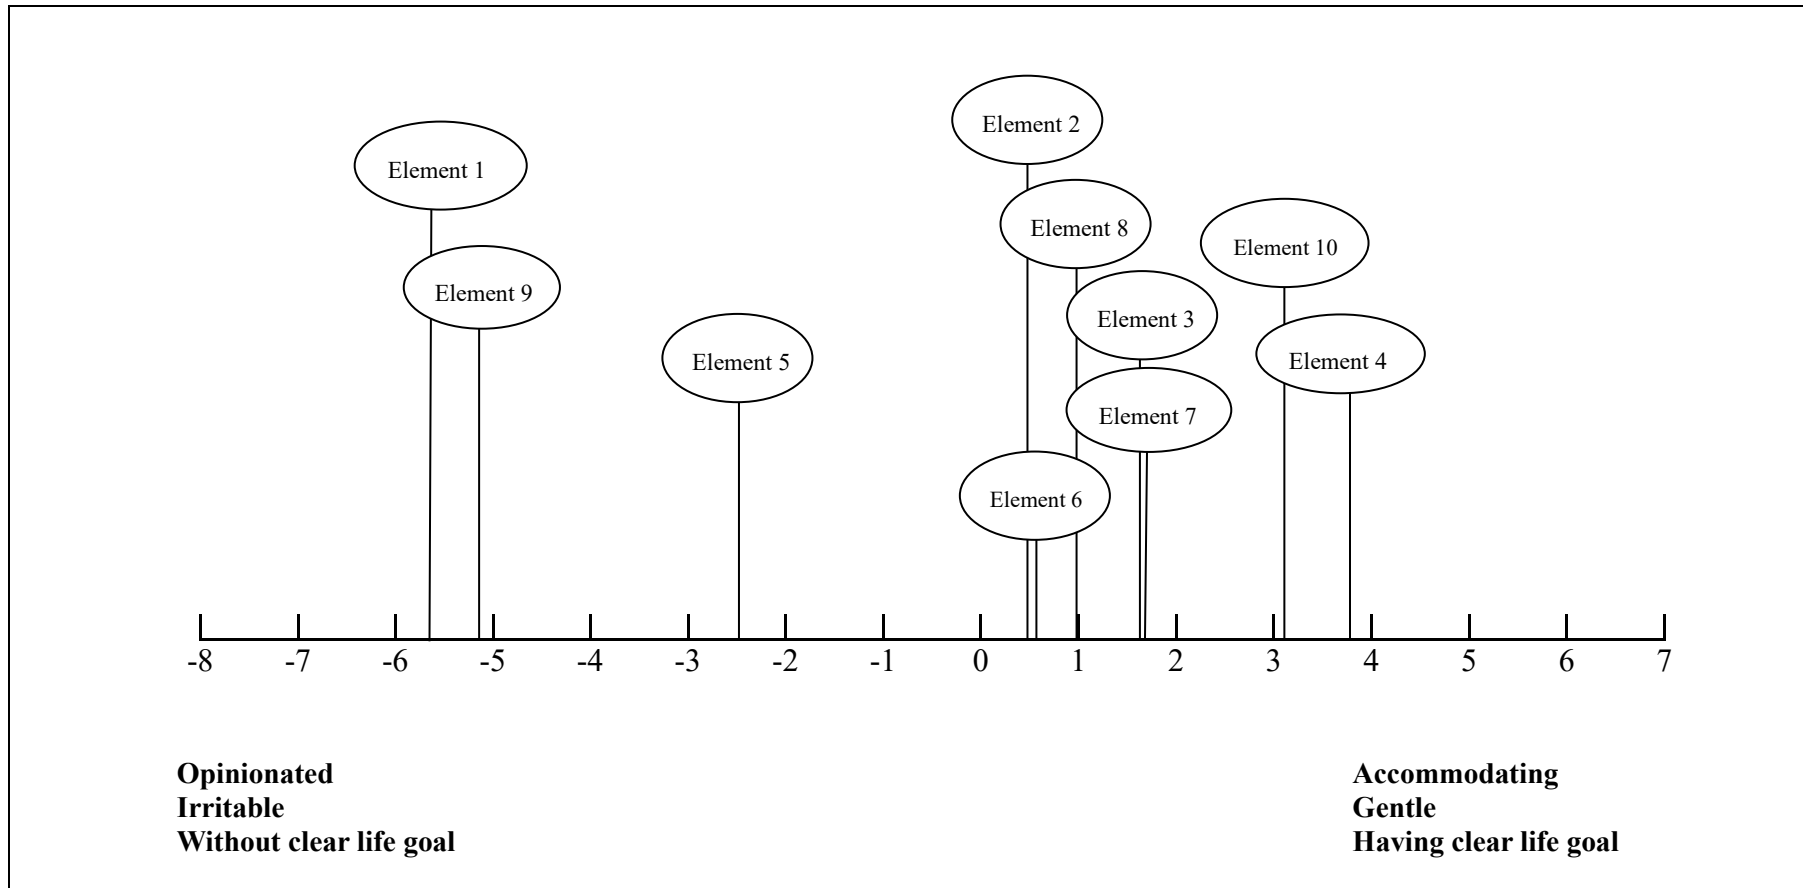 Element 2
Element 1
Element 8
Element 10
Element 9
Element 3
Element 5
Element 4
Element 7
Element 6
-8 -7 -6 -5 -4 -3 -2 -1 0 1 2 3 4 5 6 7
Opinionated
Irritable
Without clear life goal
Accommodating
Gentle
Having clear life goal